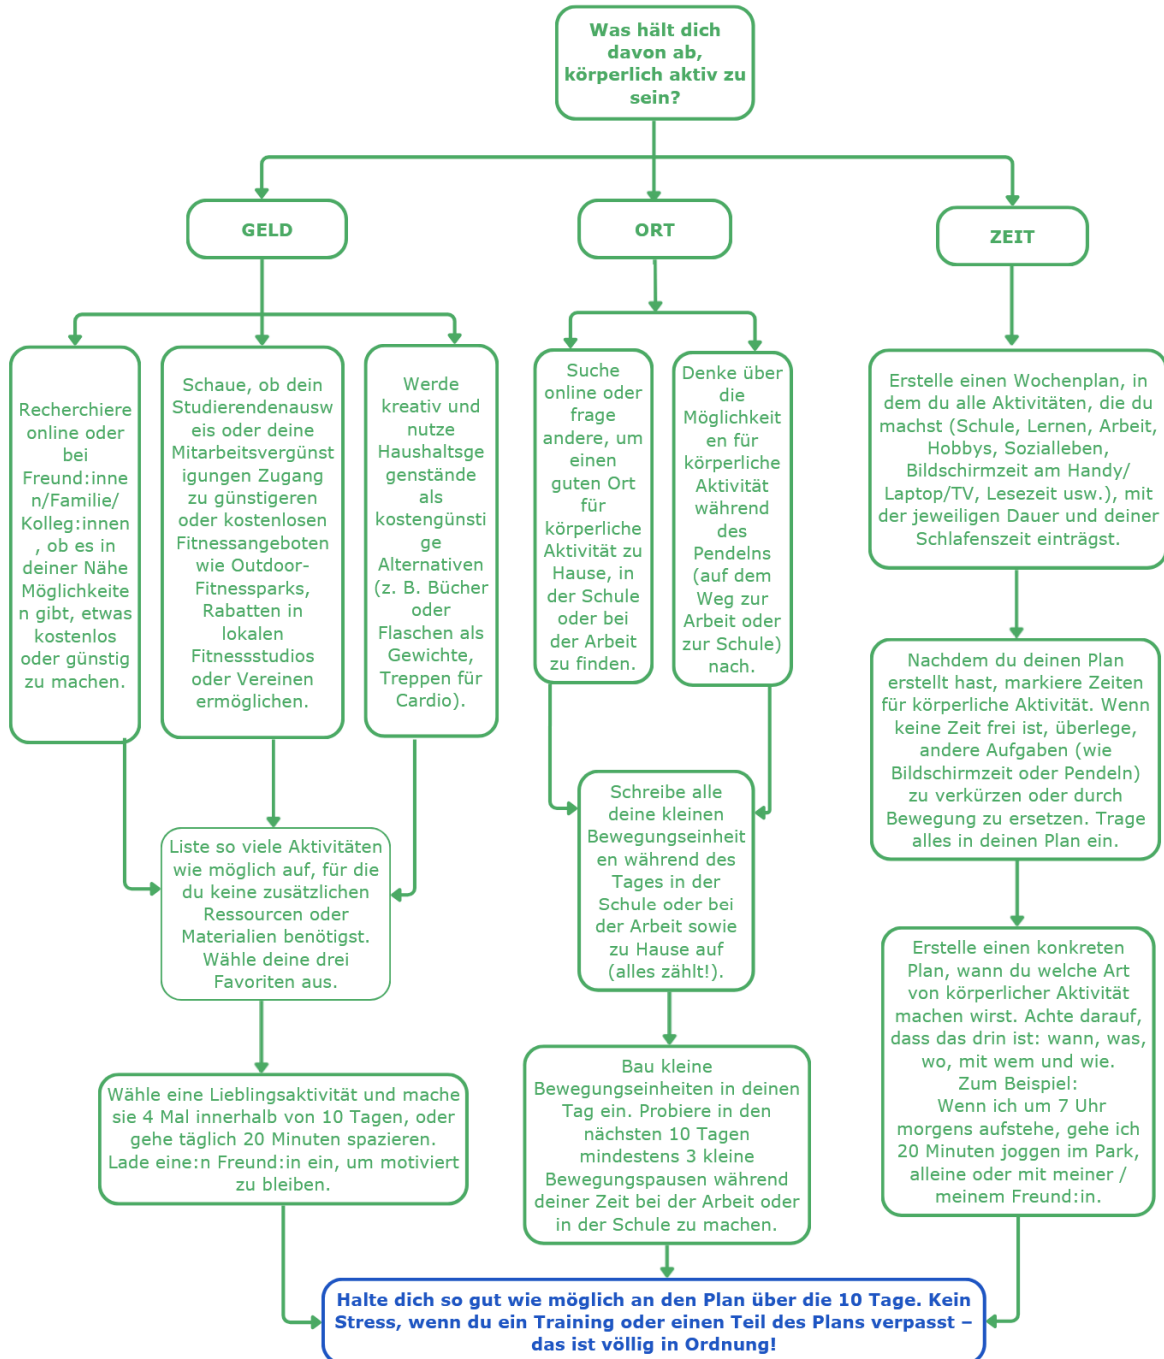 Was hält dich
davon ab,
körperlich aktiv zu
sein?
GELD
ORT
ZEIT
Recherchiere
online oder
bei
Freund:inne
n/Familie/
Kolleg:innen
, ob es in
deiner Nähe
Möglichkeite
n gibt, etwas
kostenlos
oder günstig
zu machen.
Schaue, ob dein
Studierendenausw
eis oder deine
Mitarbeitsvergünst
igungen Zugang
zu günstigeren
oder kostenlosen
Fitnessangeboten
wie Outdoor-
Fitnessparks,
Rabatten in
lokalen
Fitnessstudios
oder Vereinen
ermöglichen.
Werde
kreativ und
nutze
Haushaltsge
genstände
als
kostengünsti
ge
Alternativen
(z. B. Bücher
oder
Flaschen als
Gewichte,
Treppen für
Cardio).
Suche
online oder
frage
andere, um
einen
guten Ort
für
körperliche
Aktivität zu
Hause, in
der Schule
oder bei
der Arbeit
zu finden.
Denke über
die
Möglichkeit
en für
körperliche
Aktivität
während
des
Pendelns
(auf dem
Weg zur
Arbeit oder
zur Schule)
nach.
Erstelle einen Wochenplan, in
dem du alle Aktivitäten, die du
machst (Schule, Lernen, Arbeit,
Hobbys, Sozialleben,
Bildschirmzeit am Handy/
Laptop/TV, Lesezeit usw.), mit
der jeweiligen Dauer und deiner
Schlafenszeit einträgst.
Nachdem du deinen Plan
erstellt hast, markiere Zeiten
für körperliche Aktivität. Wenn
keine Zeit frei ist, überlege,
andere Aufgaben (wie
Bildschirmzeit oder Pendeln)
zu verkürzen oder durch
Bewegung zu ersetzen. Trage
alles in deinen Plan ein.
Liste so viele Aktivitäten
wie möglich auf, für die
du keine zusätzlichen
Ressourcen oder
Materialien benötigst.
Wähle deine drei
Favoriten aus.
Schreibe alle
deine kleinen
Bewegungseinheit
en während des
Tages in der
Schule oder bei
der Arbeit sowie
zu Hause auf
(alles zählt!).
Erstelle einen konkreten
Plan, wann du welche Art
von körperlicher Aktivität
machen wirst. Achte darauf,
dass das drin ist: wann, was,
wo, mit wem und wie.
Zum Beispiel:
Wenn ich um 7 Uhr
morgens aufstehe, gehe ich
20 Minuten joggen im Park,
alleine oder mit meiner /
meinem Freund:in.
Wähle eine Lieblingsaktivität und mache
sie 4 Mal innerhalb von 10 Tagen, oder
gehe täglich 20 Minuten spazieren.
Lade eine:n Freund:in ein, um motiviert
zu bleiben.
Bau kleine
Bewegungseinheiten in deinen
Tag ein. Probiere in den
nächsten 10 Tagen
mindestens 3 kleine
Bewegungspausen während
deiner Zeit bei der Arbeit oder
in der Schule zu machen.
Halte dich so gut wie möglich an den Plan über die 10 Tage. Kein
Stress, wenn du ein Training oder einen Teil des Plans verpasst –
das ist völlig in Ordnung!